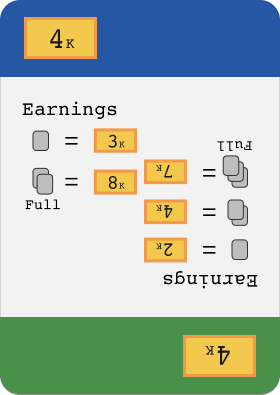 4K
Earnings
= 3K
= 8K
Full
Earnings
= 2K
= 4K
= 7K
Full
4K